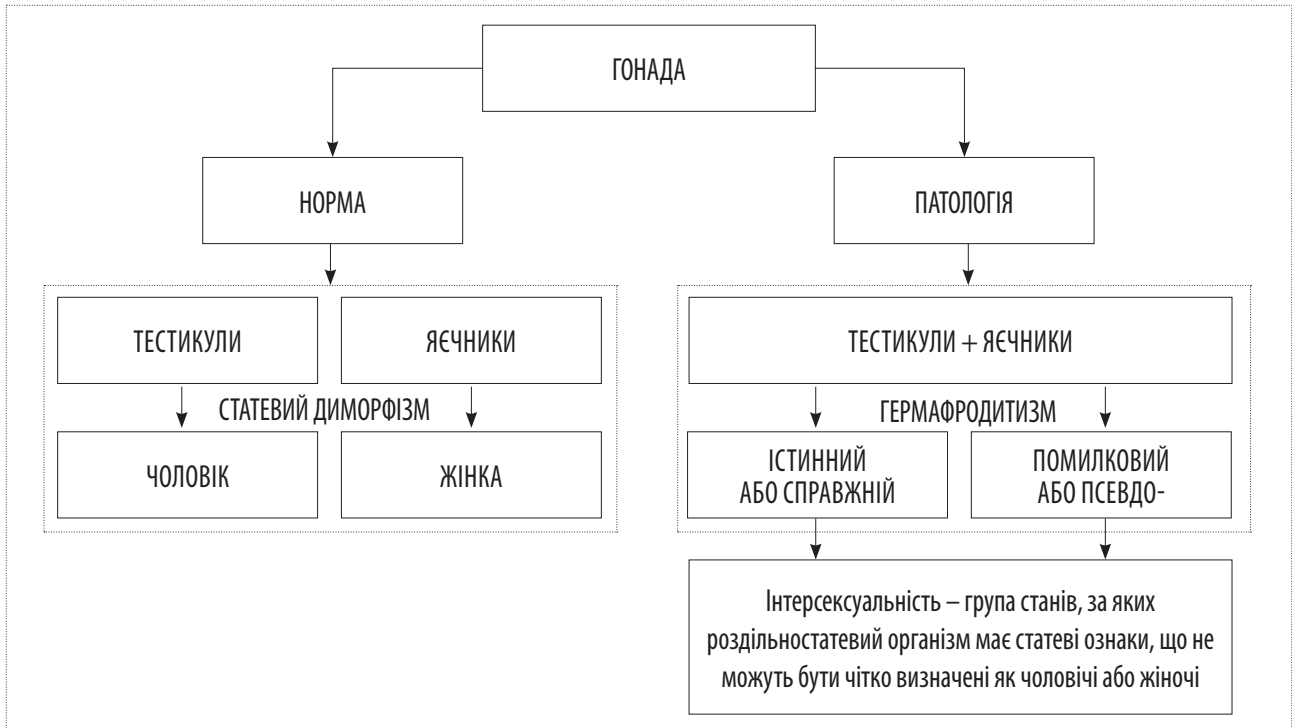 ГОНАДА
НОРМА
ПАТОЛОГІЯ
ТЕСТИКУЛИ
ЯЄЧНИКИ
СТАТЕВИЙ ДИМОРФІЗМ
ЧОЛОВІК
ЖІНКА
ТЕСТИКУЛИ + ЯЄЧНИКИ
ГЕРМАФРОДИТИЗМ
ІСТИННИЙ
АБО СПРАВЖНІЙ
ПОМИЛКОВИЙ
АБО ПСЕВДО-
Інтерсексуальність – група станів, за яких
роздільностатевий організм має статеві ознаки, що не
можуть бути чітко визначені як чоловічі або жіночі